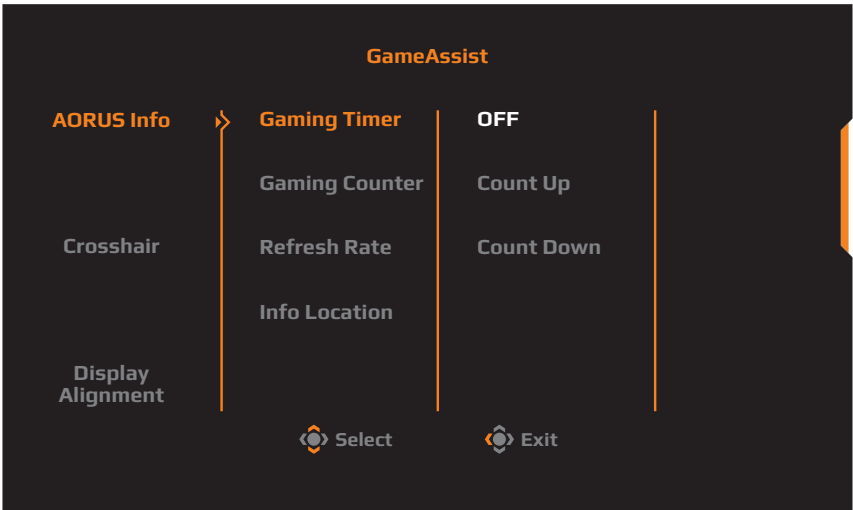 GameAssist
AORUS Info
Gaming Timer
OFF
Gaming Counter
Count Up
Crosshair
Refresh Rate
Count Down
Info Location
Display
Alignment
Select
Exit